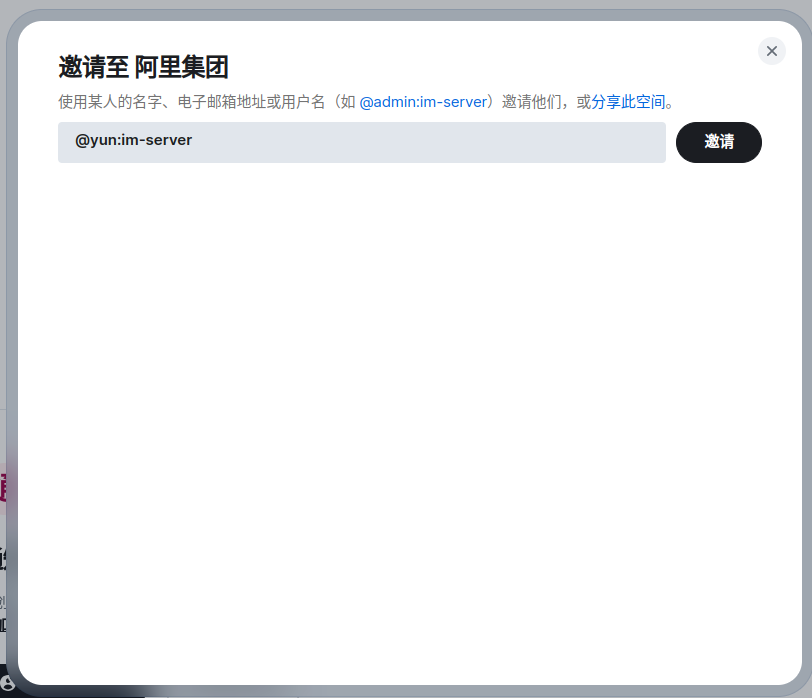 邀请至 阿里集团
使用某人的名字、电子邮箱地址或用户名（如 @admin:im-server）邀请他们，或分享此空间。
@yun:im-server
邀请